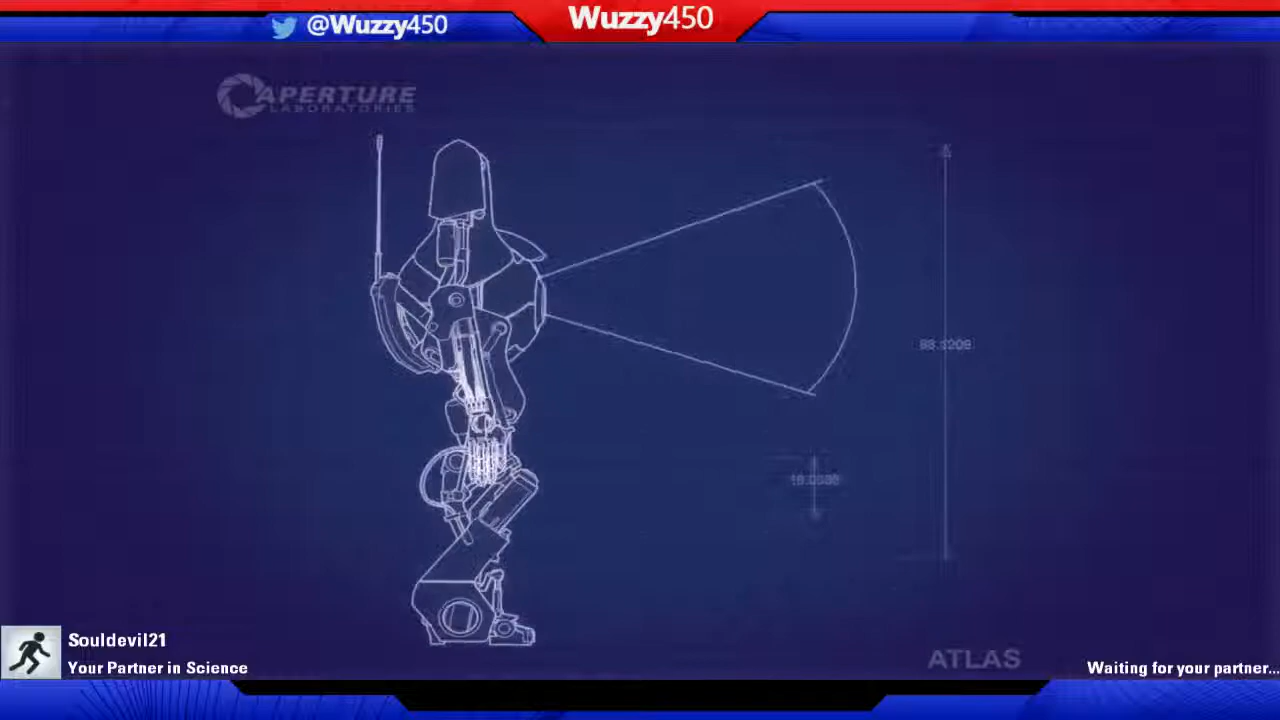 @Wuzzy450
Wuzzy450
APERTURE
LABORATORIES
Souldevil21
Your Partner in Science
ATLAS
Waiting for your partner...